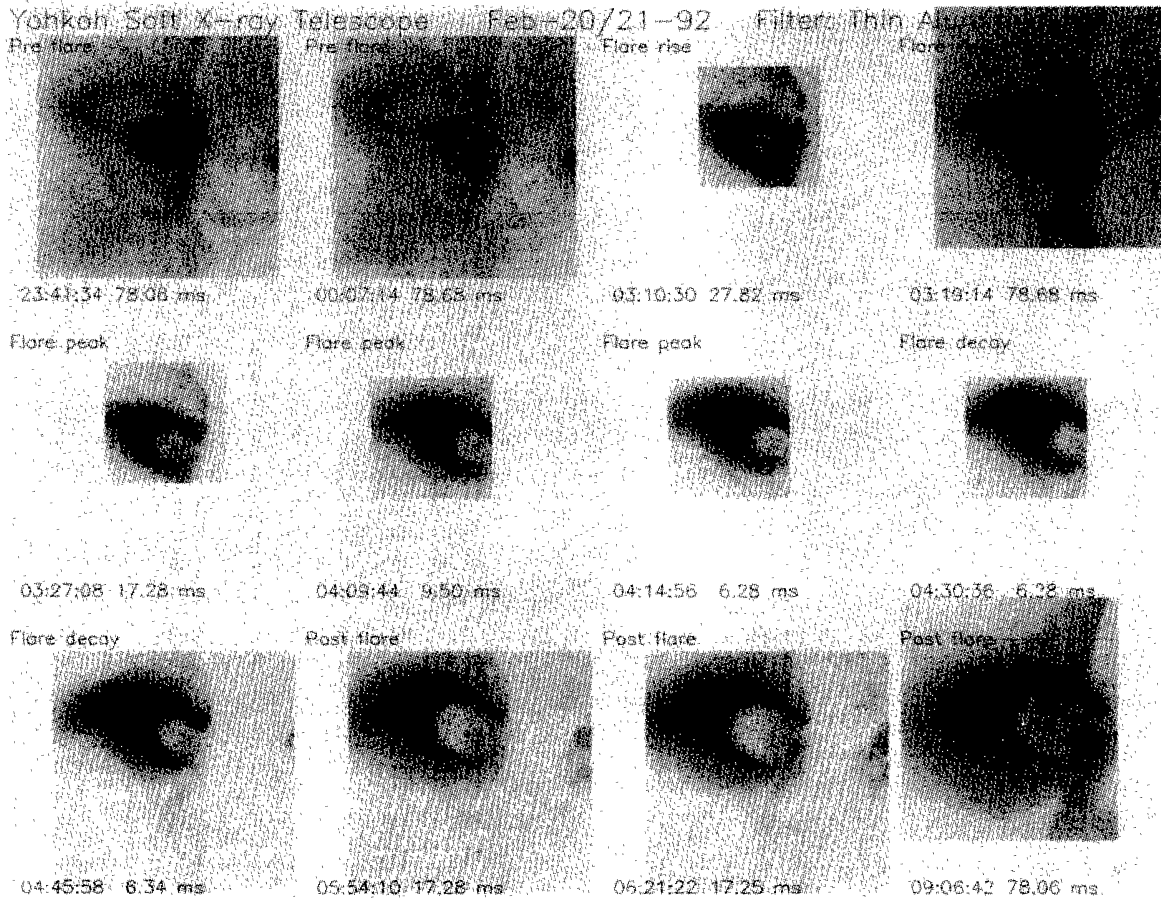 Yohkoh Soft X-ray Telescope Feb-20/21-92 Filter: Thin
Pre flare Pre flare Flare rise Flare
23:41:34 78.06 ms 00:07:14 78.68 ms 03:10:30 27.82 ms 03:19:14 78.68 ms
Flare peak Flare peak Flare peak Flare decay
03:27:08 17.28 ms 04:09:44 9.50 ms 04:14:56 6.28 ms 04:30:36 6.28 ms
Flare decay Post flare Post flare Post flare
04:45:58 6.34 ms 05:54:10 17.28 ms 06:21:22 17.25 ms 09:06:42 78.06 ms